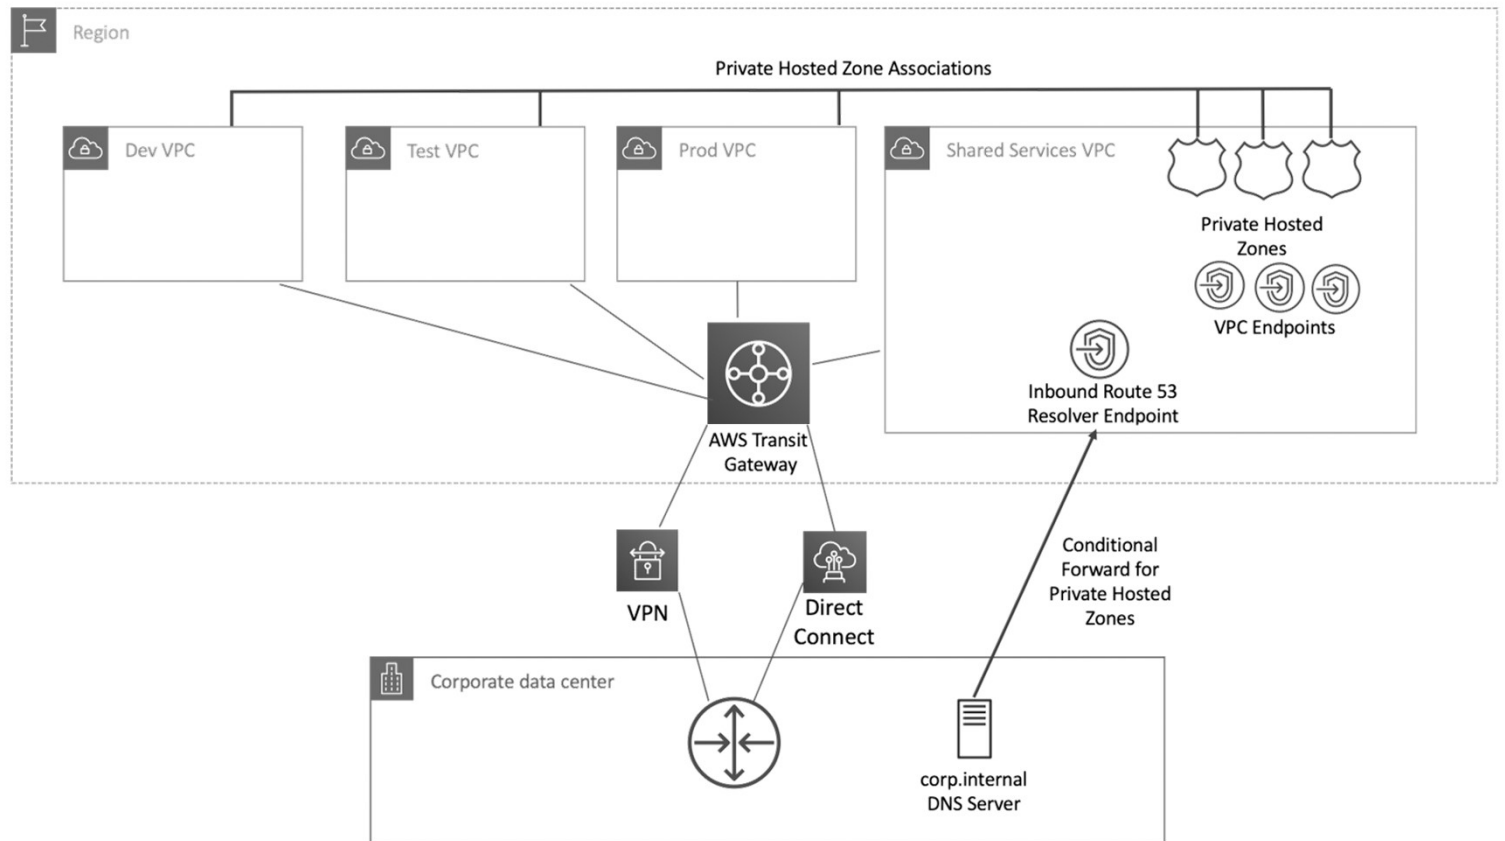 Region
Private Hosted Zone Associations
Dev VPC
Test VPC
Prod VPC
Shared Services VPC
Private Hosted
Zones
VPC Endpoints
Inbound Route 53
Resolver Endpoint
AWS Transit
Gateway
Conditional
Forward for
Private Hosted
Zones
VPN
Direct
Connect
Corporate data center
corp.internal
DNS Server